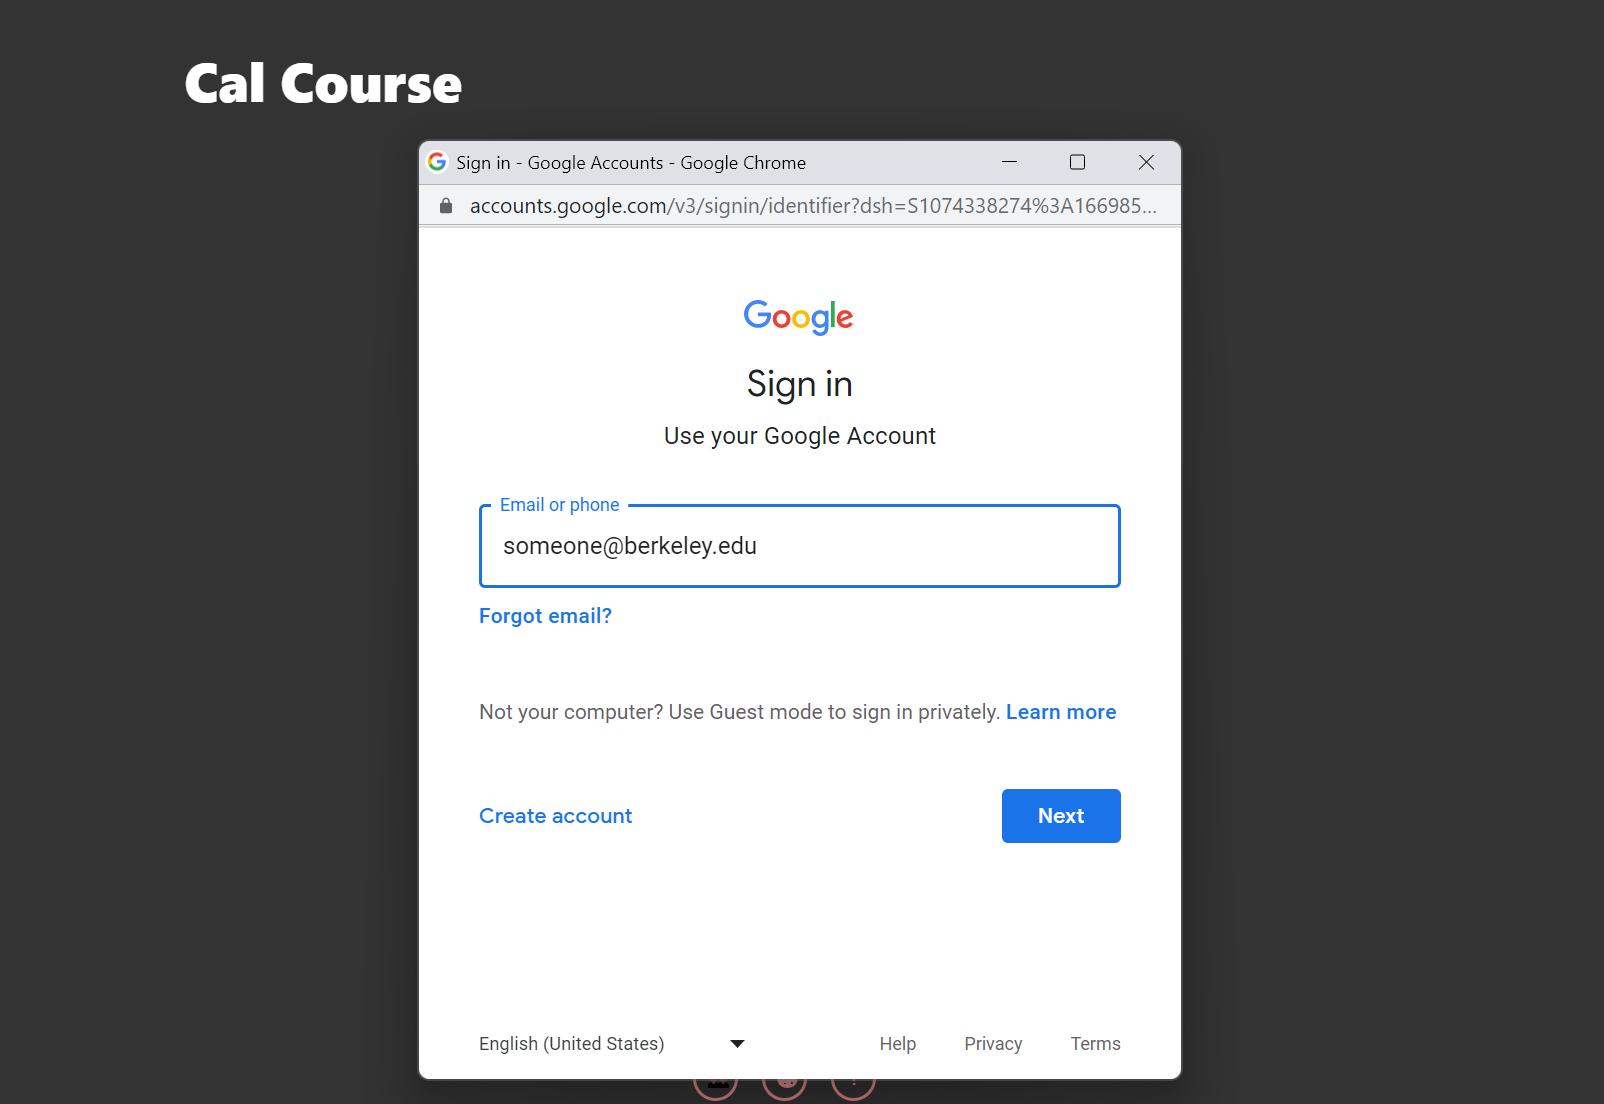 Cal Course
Sign in - Google Accounts - Google Chrome
accounts.google.com/v3/signin/identifier?dsh=S1074338274%3A166985...
Google
Sign in
Use your Google Account
Email or phone
someone@berkeley.edu
Forgot email?
Not your computer? Use Guest mode to sign in privately. Learn more
Create account
Next
English (United States)
Help
Privacy
Terms